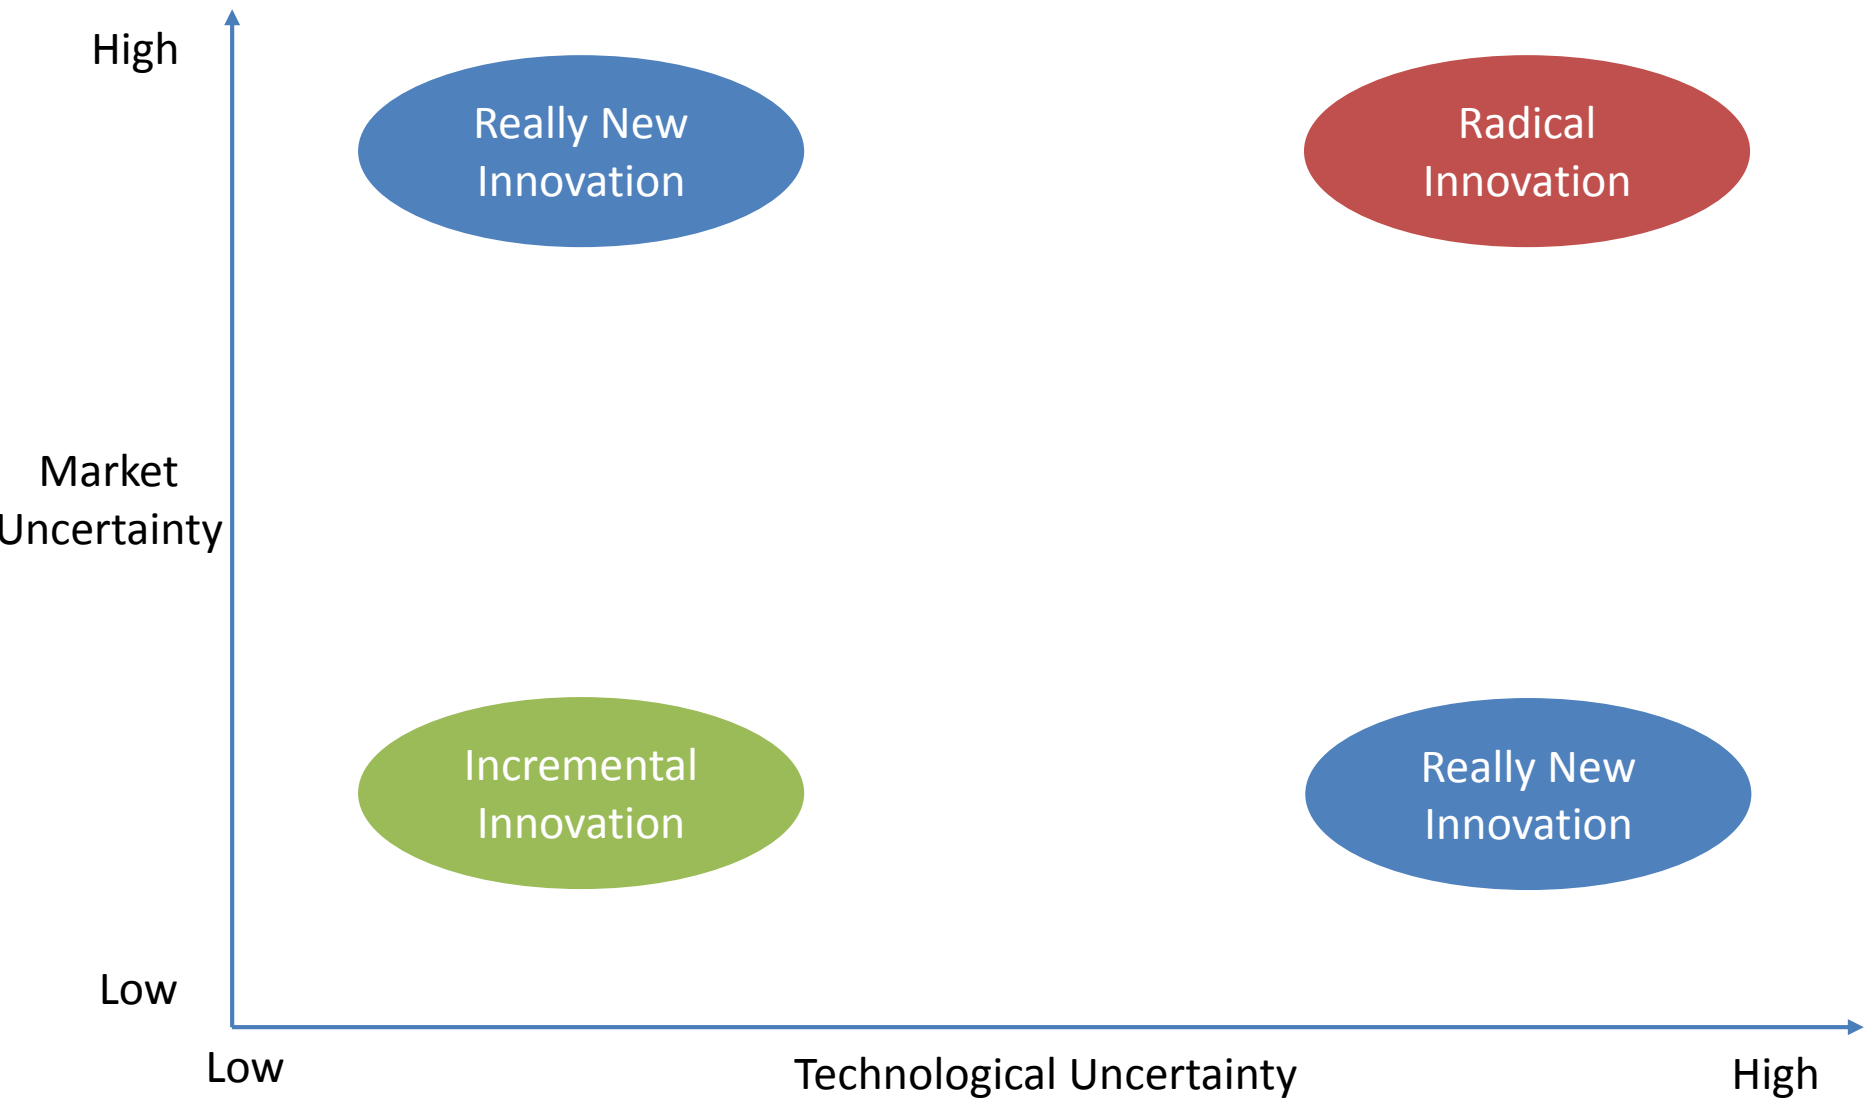 High
Really New
Innovation
Radical
Innovation
Market
Uncertainty
Incremental
Innovation
Really New
Innovation
Low
Low
Technological Uncertainty
High